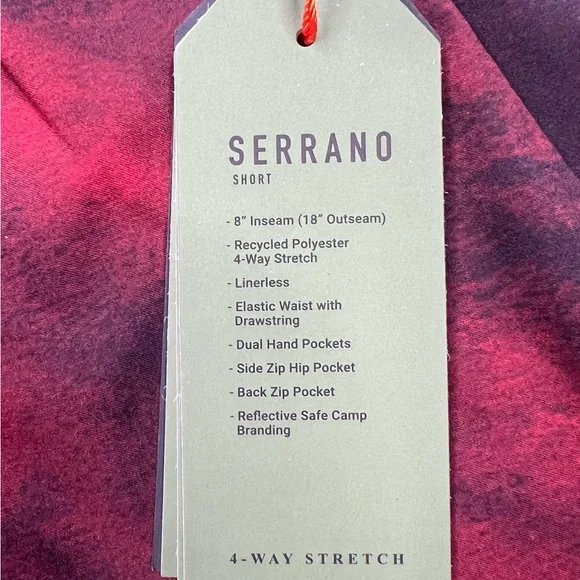 SERRANO
SHORT
- 8” Inseam (18” Outseam)
- Recycled Polyester
4-Way Stretch
- Linerless
- Elastic Waist with
Drawstring
- Dual Hand Pockets
- Side Zip Hip Pocket
- Back Zip Pocket
- Reflective Safe Camp
Branding
4-WAY STRETCH